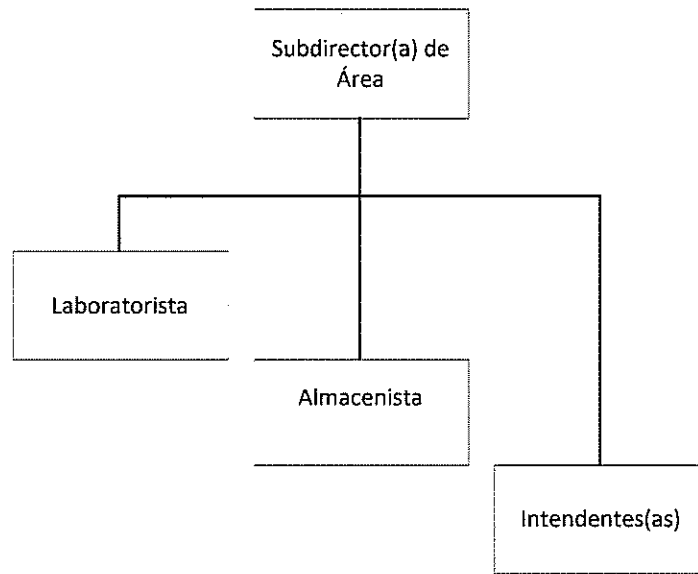 Subdirector(a) de
Área
Laboratorista
Almacenista
Intendentes(as)